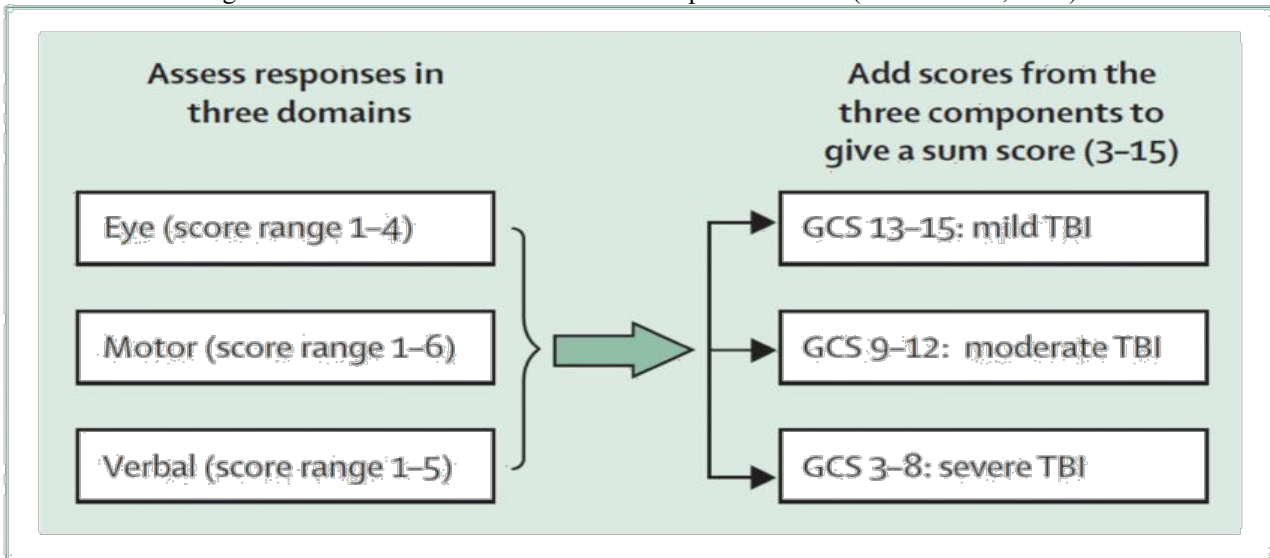 Assess responses in
three domains
Eye (score range 1–4)
Motor (score range 1–6)
Verbal (score range 1–5)
Add scores from the
three components to
give a sum score (3–15)
GCS 13–15: mild TBI
GCS 9–12: moderate TBI
GCS 3–8: severe TBI